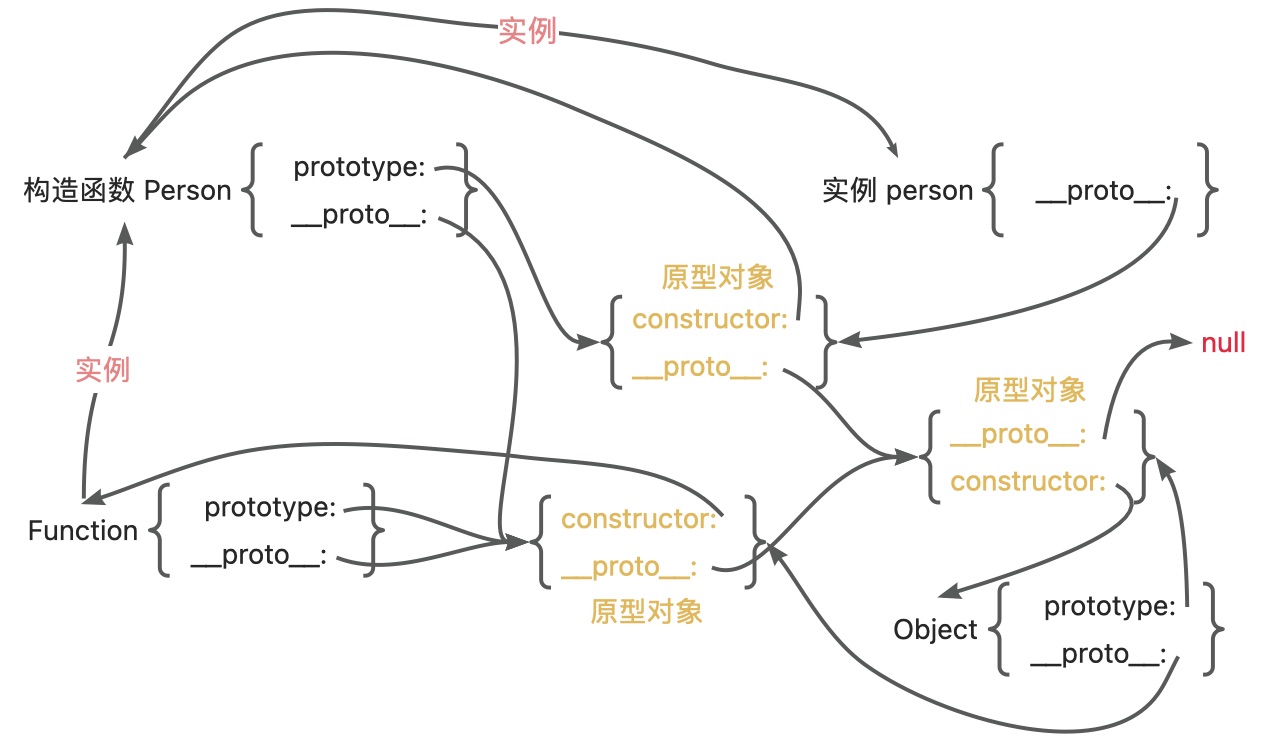 实例
构造函数 Person
prototype:
__proto__:
实例 person
__proto__:
原型对象
constructor:
__proto__:
null
实例
原型对象
__proto__:
constructor:
Function
prototype:
__proto__:
constructor:
__proto__:
原型对象
Object
prototype:
__proto__: